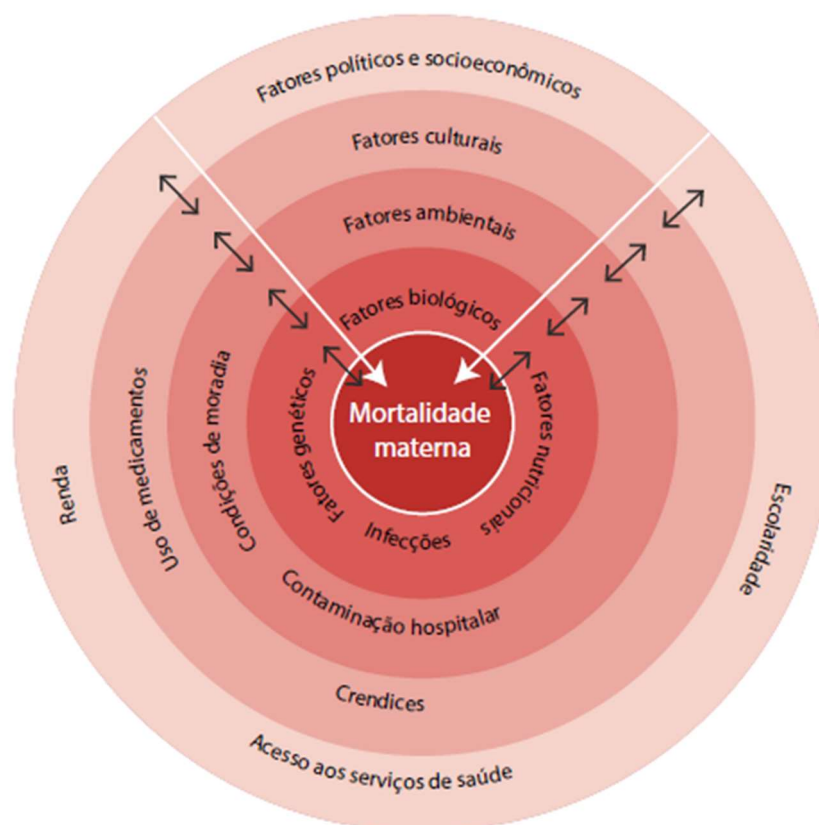 Fatores políticos e socioeconômicos
Fatores culturais
Fatores ambientais
Fatores biológicos
Mortalidade
materna
Fatores genéticos
Infecções
Fatores nutricionais
Condições de moradia
Contaminação hospitalar
Uso de medicamentos
Crendices
Renda
Acesso aos serviços de saúde
Escolaridade